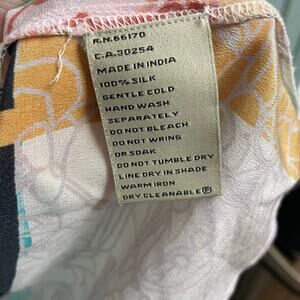 R.N.66170
C.A.30254
MADE IN INDIA
100% SILK
GENTLE COLD
HAND WASH
SEPARATELY
DO NOT BLEACH
DO NOT WRING
OR SOAK
DO NOT TUMBLE DRY
LINE DRY IN SHADE
WARM IRON
DRY CLEANABLE Ⓟ